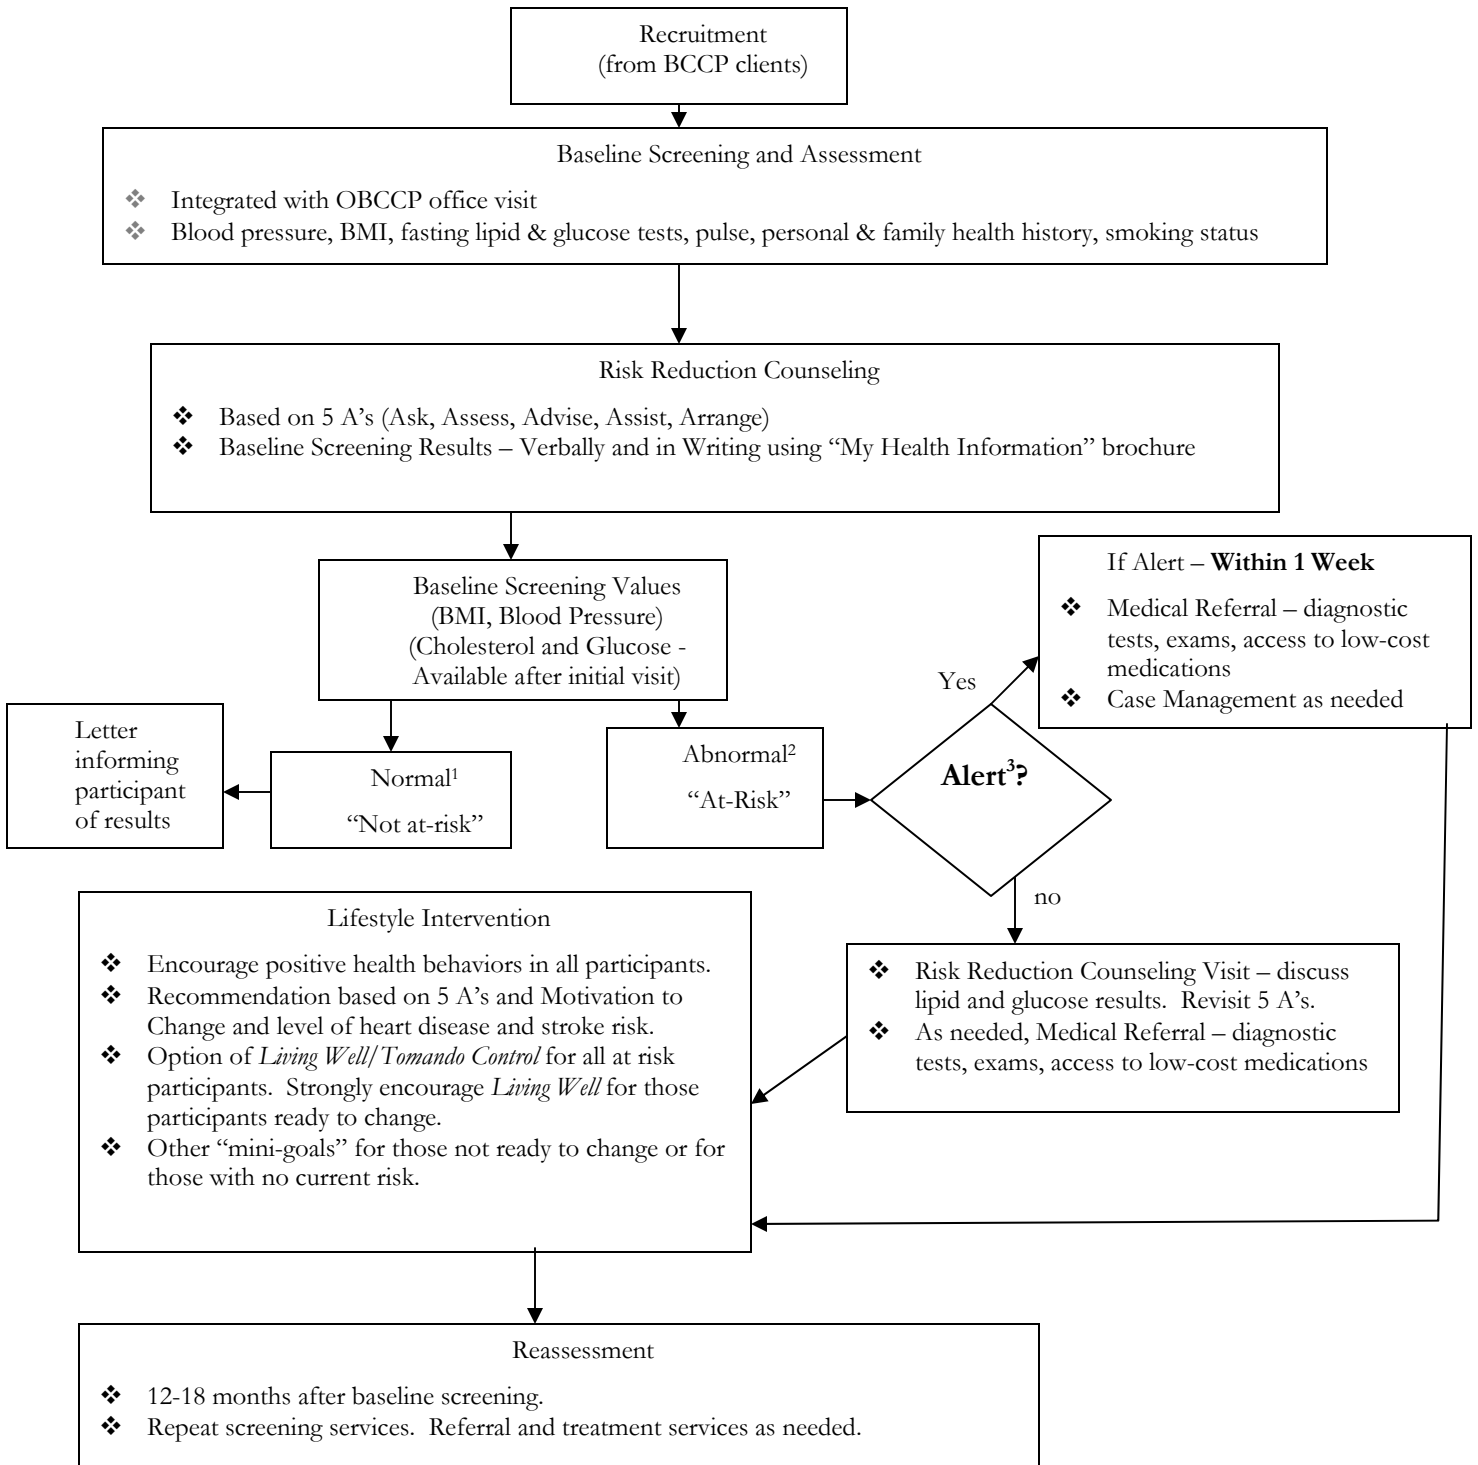 Recruitment
(from BCCP clients)
Baseline Screening and Assessment
❖ Integrated with OBCCP office visit
❖ Blood pressure, BMI, fasting lipid & glucose tests, pulse, personal & family health history, smoking status
Risk Reduction Counseling
❖ Based on 5 A’s (Ask, Assess, Advise, Assist, Arrange)
❖ Baseline Screening Results – Verbally and in Writing using “My Health Information” brochure
Baseline Screening Values
(BMI, Blood Pressure)
(Cholesterol and Glucose -
Available after initial visit)
If Alert – Within 1 Week
❖ Medical Referral – diagnostic
tests, exams, access to low-cost
medications
❖ Case Management as needed
Yes
Letter
informing
participant
of results
Normal¹
“Not at-risk”
Abnormal²
“At-Risk”
Alert³?
no
Lifestyle Intervention
❖ Encourage positive health behaviors in all participants.
❖ Recommendation based on 5 A’s and Motivation to
Change and level of heart disease and stroke risk.
❖ Option of Living Well/Tomando Control for all at risk
participants. Strongly encourage Living Well for those
participants ready to change.
❖ Other “mini-goals” for those not ready to change or for
those with no current risk.
❖ Risk Reduction Counseling Visit – discuss
lipid and glucose results. Revisit 5 A’s.
❖ As needed, Medical Referral – diagnostic
tests, exams, access to low-cost medications
Reassessment
❖ 12-18 months after baseline screening.
❖ Repeat screening services. Referral and treatment services as needed.